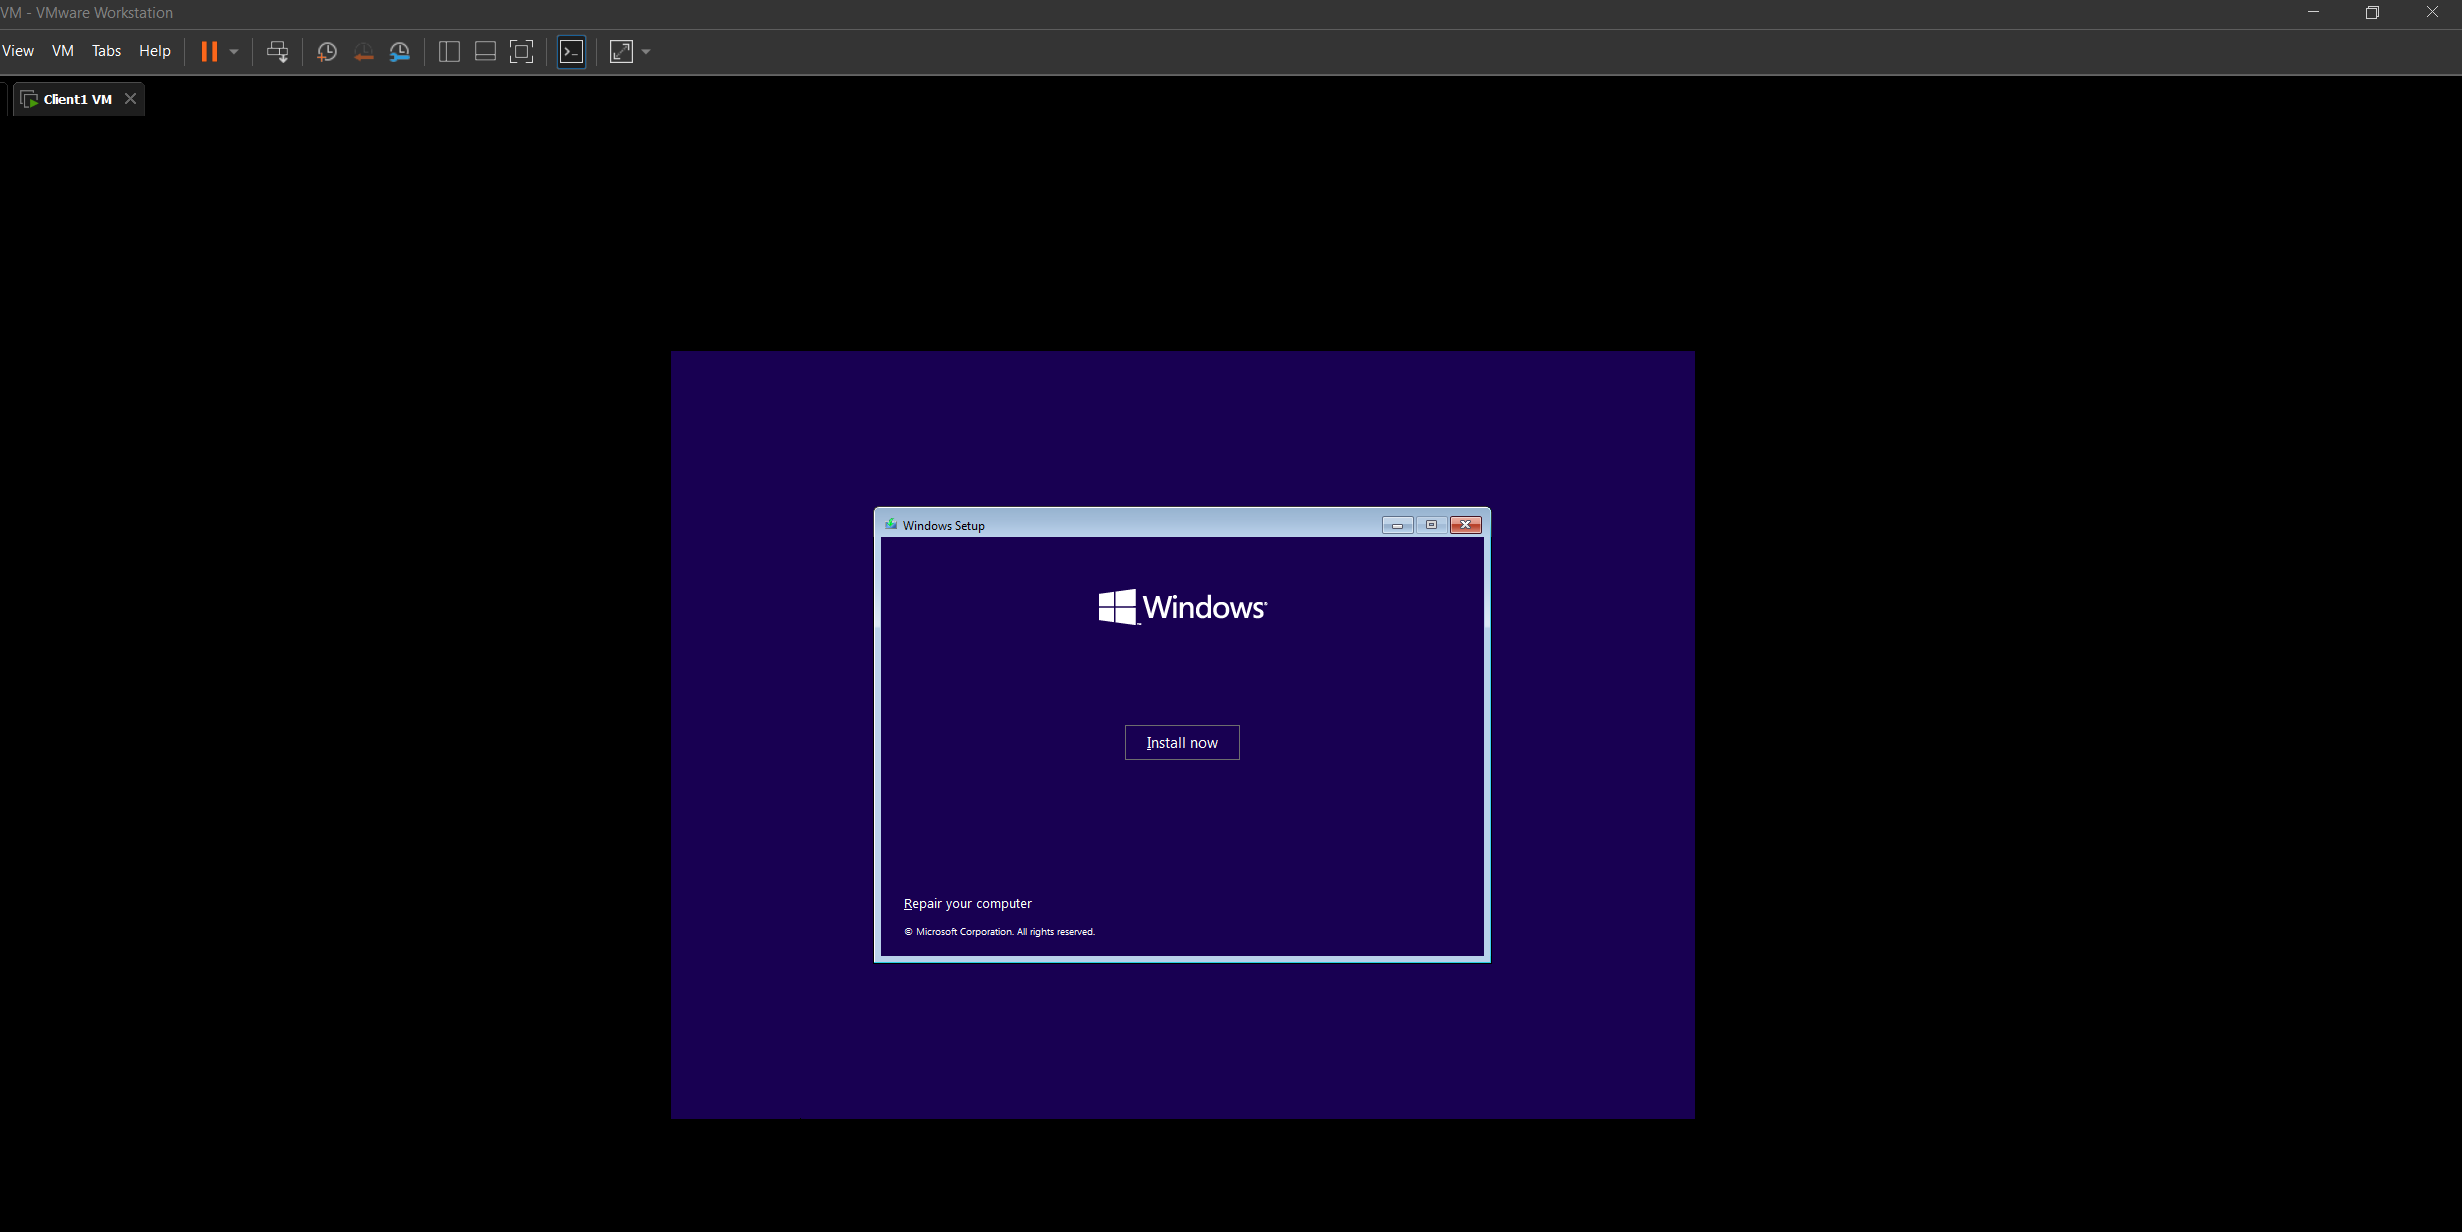 VM - VMware Workstation
View VM Tabs Help
Client1 VM
Windows Setup
Windows
Install now
Repair your computer
© Microsoft Corporation. All rights reserved.